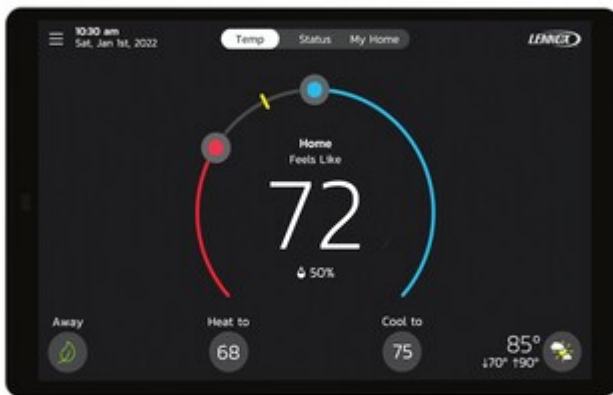 10:30 am
Sat, Jan 1st, 2022
Temp Status My Home
LENNOX
Home
Feels Like
72
50%
Away
Heat to
Cool to
68
75
85°
↓70° ↑90°